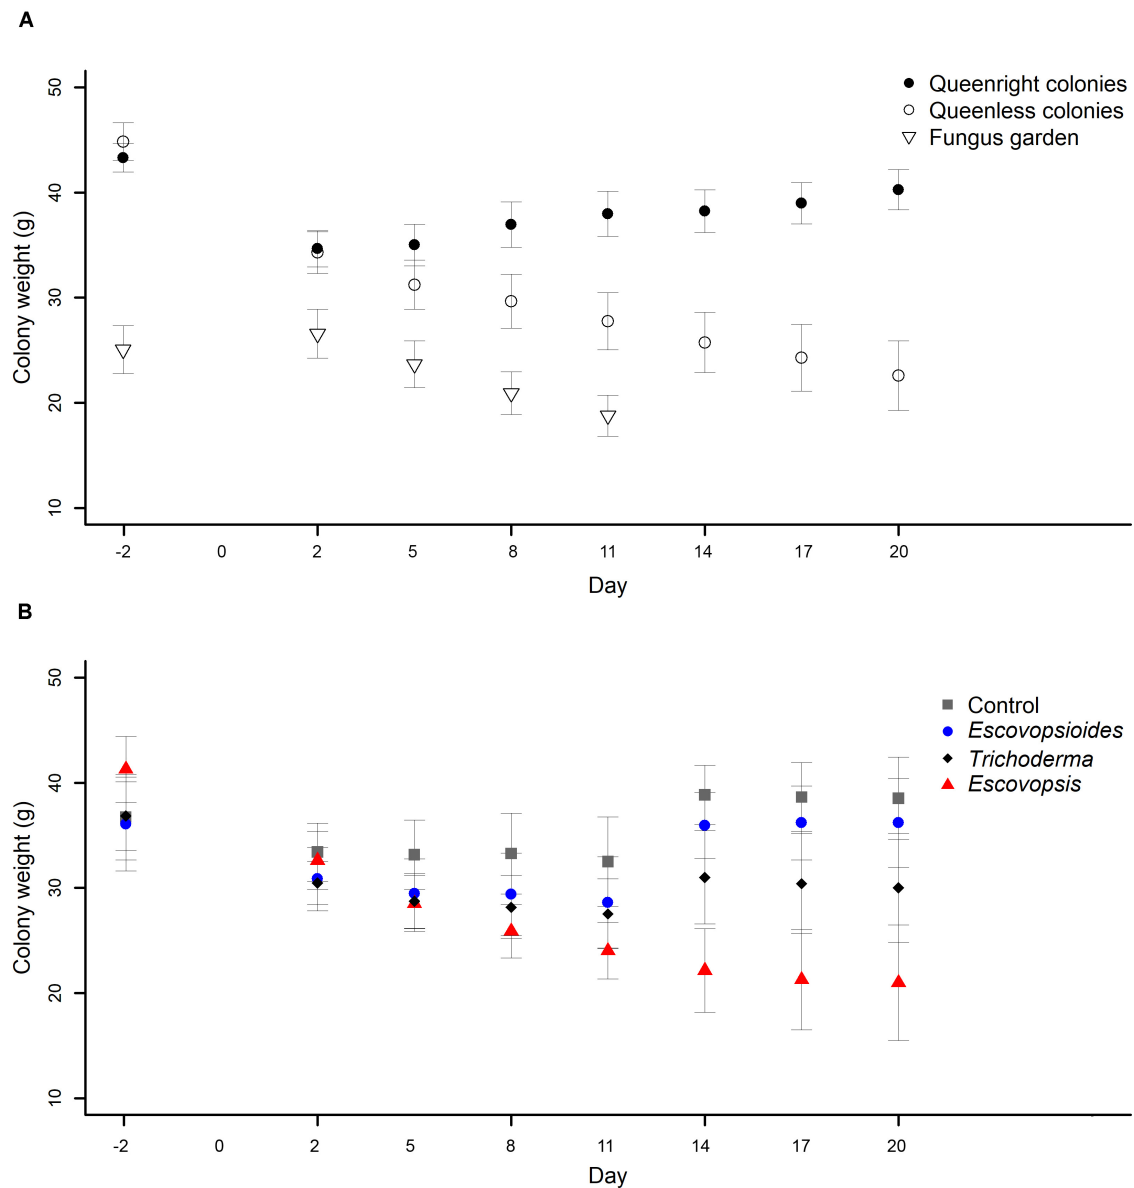 A
50
40
30
20
10
Colony weight (g)
Queenright colonies
Queenless colonies
Fungus garden
-2 0 2 5 8 11 14 17 20
Day
B
50
40
30
20
10
Colony weight (g)
Control
Escovopsioides
Trichoderma
Escovopsis
-2 0 2 5 8 11 14 17 20
Day